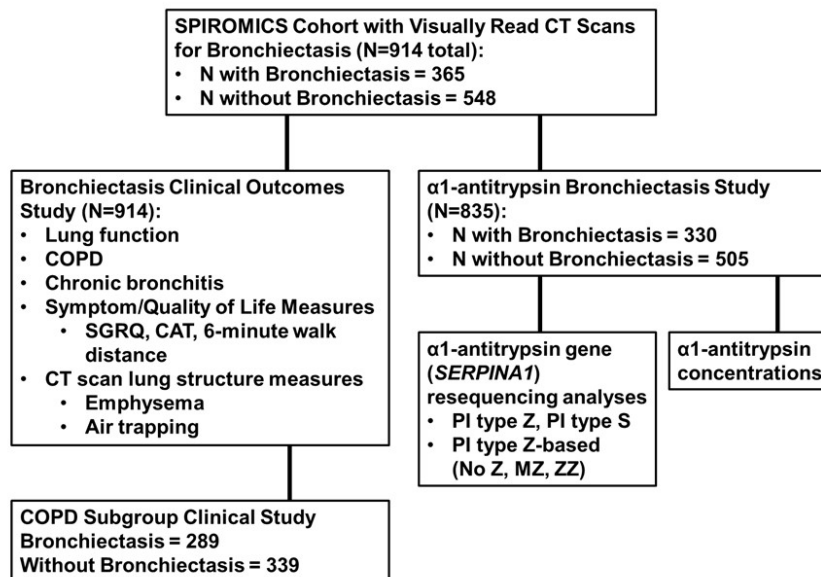 SPIROMICS Cohort with Visually Read CT Scans
for Bronchiectasis (N=914 total):
• N with Bronchiectasis = 365
• N without Bronchiectasis = 548
Bronchiectasis Clinical Outcomes
Study (N=914):
• Lung function
• COPD
• Chronic bronchitis
• Symptom/Quality of Life Measures
• SGRQ, CAT, 6-minute walk
distance
• CT scan lung structure measures
• Emphysema
• Air trapping
α1-antitrypsin Bronchiectasis Study
(N=835):
• N with Bronchiectasis = 330
• N without Bronchiectasis = 505
α1-antitrypsin gene
(SERPINA1)
resequencing analyses
• PI type Z, PI type S
• PI type Z-based
(No Z, MZ, ZZ)
α1-antitrypsin
concentrations
COPD Subgroup Clinical Study
Bronchiectasis = 289
Without Bronchiectasis = 339